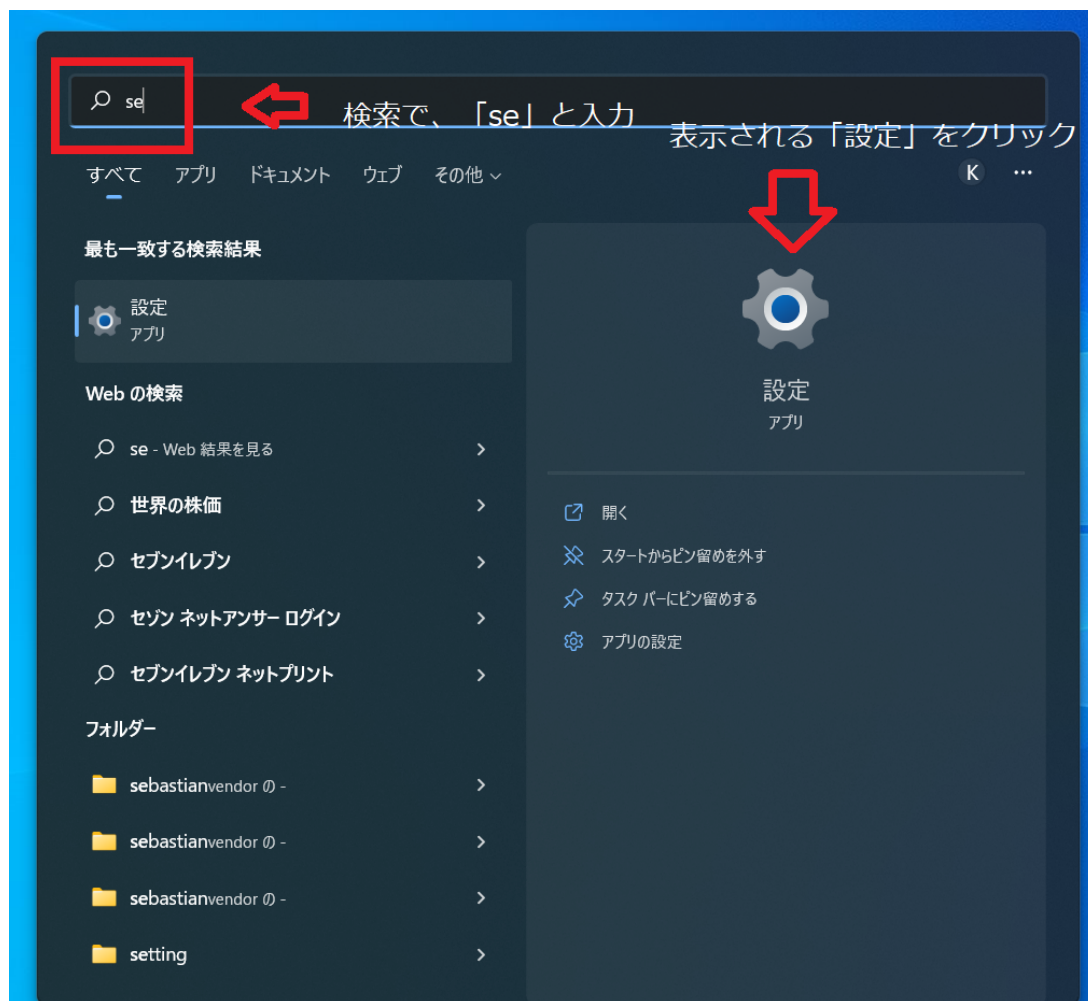 se
検索で、「se」と入力
表示される「設定」をクリック
すべて アプリ ドキュメント ウェブ その他
K
最も一致する検索結果
設定
アプリ
Web の検索
se - Web 結果を見る
世界の株価
セブンイレブン
セゾン ネットアンサー ログイン
セブンイレブン ネットプリント
フォルダー
sebastianvendor の -
sebastianvendor の -
sebastianvendor の -
setting
設定
アプリ
開く
スタートからピン留めを外す
タスク バーにピン留めする
アプリの設定